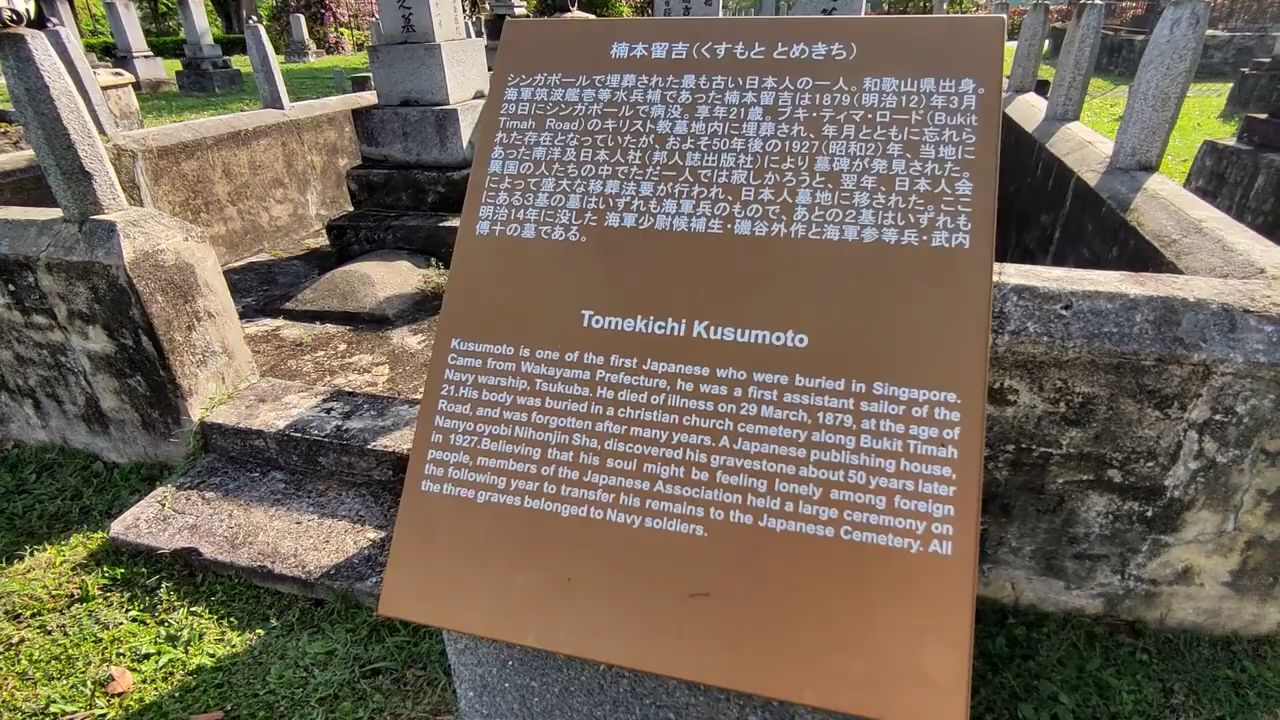 之墓
楠本留吉(くすもと とめきち)
シンガポールで埋葬された最も古い日本人の一人。和歌山県出身。
海軍筑波艦壱等水兵補であった楠本留吉は1879(明治12)年3月
29日にシンガポールで病没。享年21歳。ブキ・ティマ・ロード(Bukit
Timah Road)のキリスト教墓地内に埋葬され、年月とともに忘れら
れた存在となっていたが、およそ50年後の1927(昭和2)年、当地に
あった南洋及日本人社(邦人誌出版社)により墓碑が発見された。
異国の人たちの中でただ一人では寂しかろうと、翌年、日本人会
によって盛大な移葬法要が行われ、日本人墓地に移された。ここ
にある3基の墓はいずれも海軍兵のもので、あとの2基はいずれも
明治14年に没した 海軍少尉候補生・磯谷外作と海軍参等兵・武内
傅十の墓である。
Tomekichi Kusumoto
Kusumoto is one of the first Japanese who were buried in Singapore.
Came from Wakayama Prefecture, he was a first assistant sailor of the
Navy warship, Tsukuba. He died of illness on 29 March, 1879, at the age of
21.His body was buried in a christian church cemetery along Bukit Timah
Road, and was forgotten after many years. A Japanese publishing house,
Nanyo oyobi Nihonjin Sha, discovered his gravestone about 50 years later
in 1927.Believing that his soul might be feeling lonely among foreign
people, members of the Japanese Association held a large ceremony on
the following year to transfer his remains to the Japanese Cemetery. All
the three graves belonged to Navy soldiers.